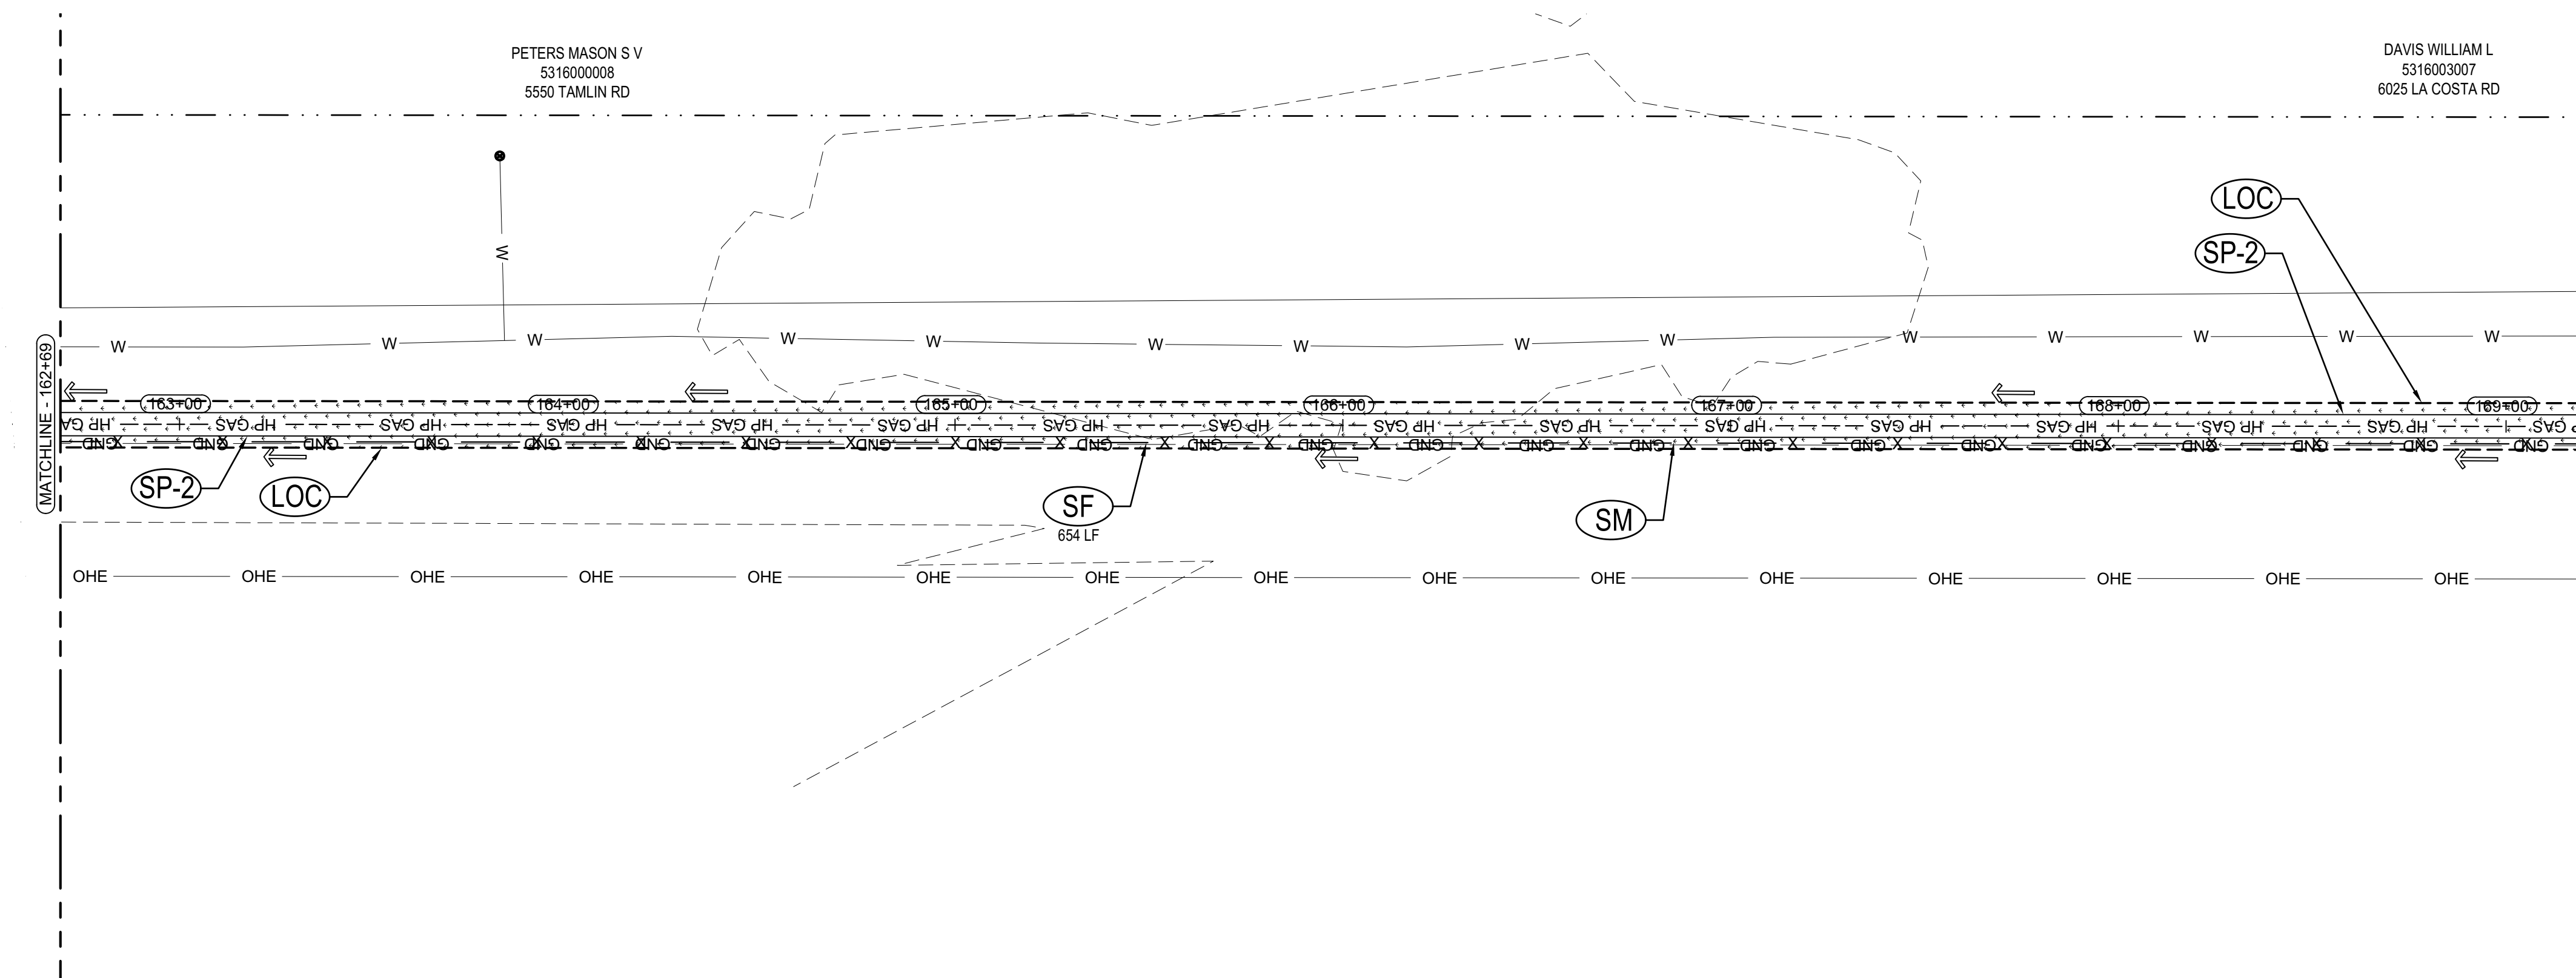 PETERS MASON S V
5316000008
5550 TAMLIN RD
DAVIS WILLIAM L
5316003007
6025 LA COSTA RD
LOC
SP-2
W
W W W W W W W W W W W W W W
MATCHLINE - 162+69
163+00 164+00 165+00 166+00 167+00 168+00 169+00
HP GA HP GAS HP GAS HP GAS HP GAS HP GAS HP GAS HP GAS HP GAS HP GAS HP GAS HP GAS HP GAS HP GAS HP GAS GAS
GND X GND X GND X GND X GND X GND X GND X GND X GND X GND X GND X GND X GND X GND X GND X GND X GND X GND X GND X GND X GND X GND X GND X
SP-2
LOC
SF
654 LF
SM
OHE OHE OHE OHE OHE OHE OHE OHE OHE OHE OHE OHE OHE OHE OHE